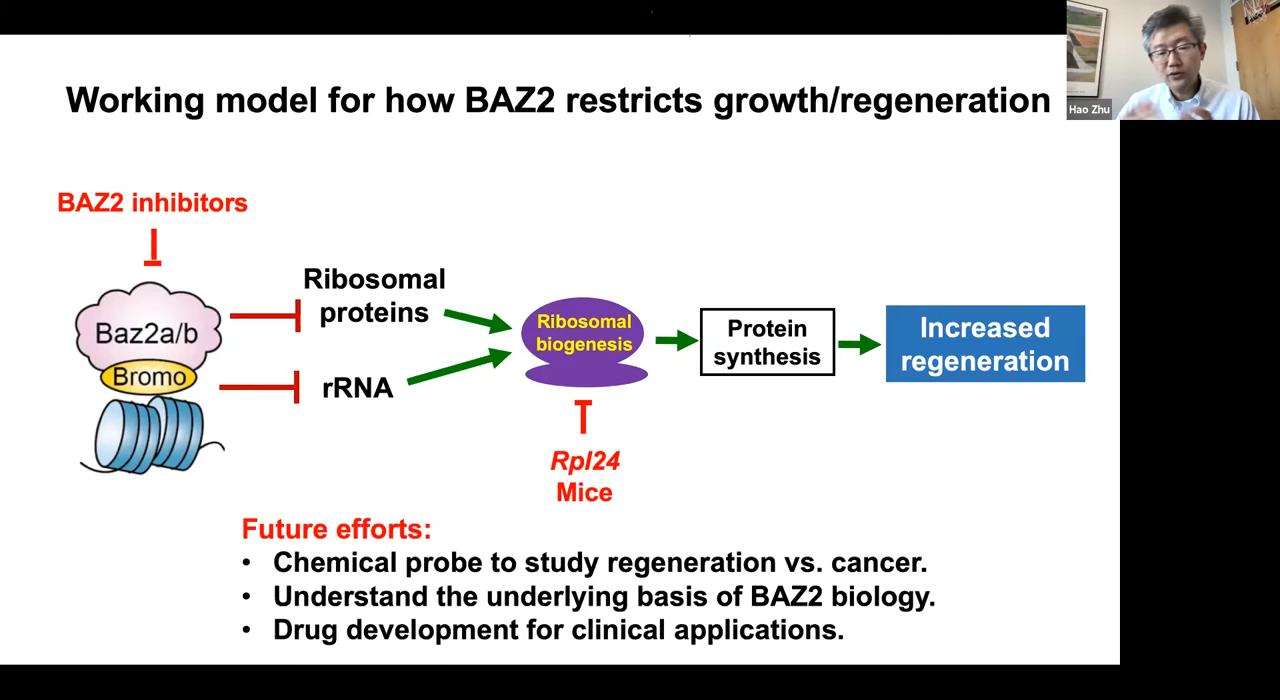 Working model for how BAZ2 restricts growth/regeneration
Hao Zhu
BAZ2 inhibitors
Baz2a/b
Bromo
Ribosomal
proteins
rRNA
Ribosomal
biogenesis
Protein
synthesis
Increased
regeneration
Rpl24
Mice
Future efforts:
• Chemical probe to study regeneration vs. cancer.
• Understand the underlying basis of BAZ2 biology.
• Drug development for clinical applications.